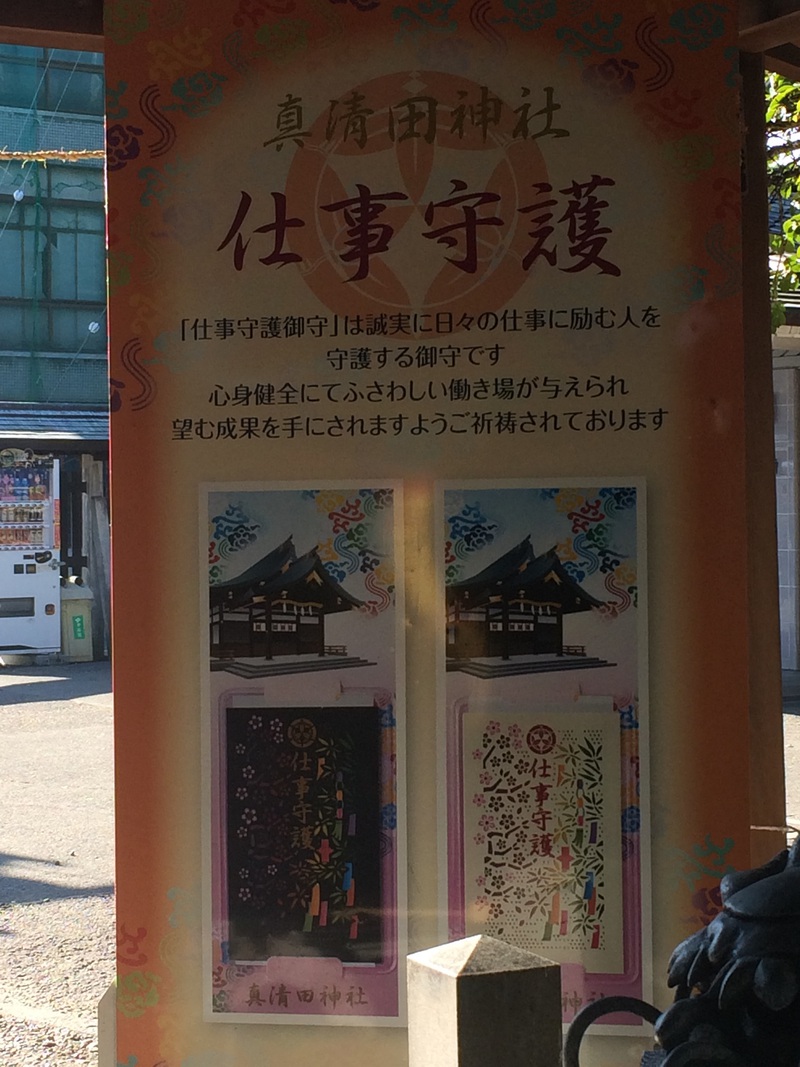 真清田神社
仕事守護
「仕事守護御守」は誠実に日々の仕事に励む人を
守護する御守です
心身健全にてふさわしい働き場が与えられ
望む成果を手にされますようご祈祷されております
仕事守護
仕事守護
真清田神社
神社